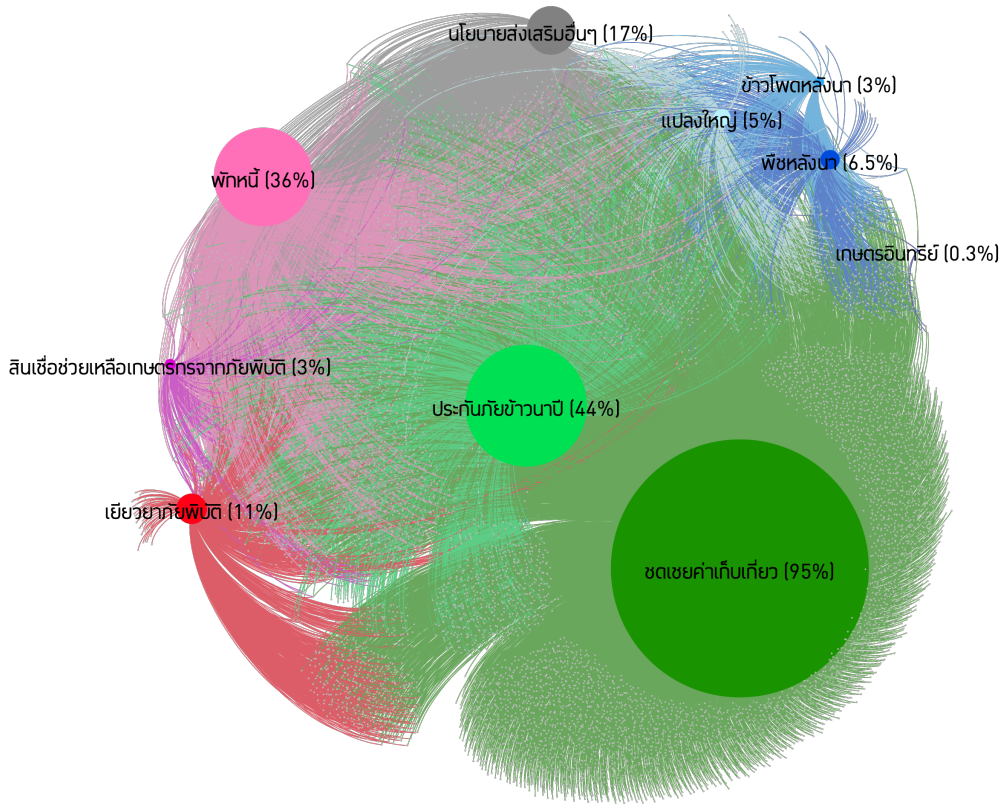 นโยบายส่งเสริมอื่นๆ (17%)
ข้าวโพดหลังนา (3%)
แปลงใหญ่ (5%)
พืชหลังนา (6.5%)
พักหนี้ (36%)
เกษตรอินทรีย์ (0.3%)
สินเชื่อช่วยเหลือเกษตรกรจากภัยพิบัติ (3%)
ประกันภัยข้าวนาปี (44%)
เยียวยาภัยพิบัติ (11%)
ชดเชยค่าเก็บเกี่ยว (95%)